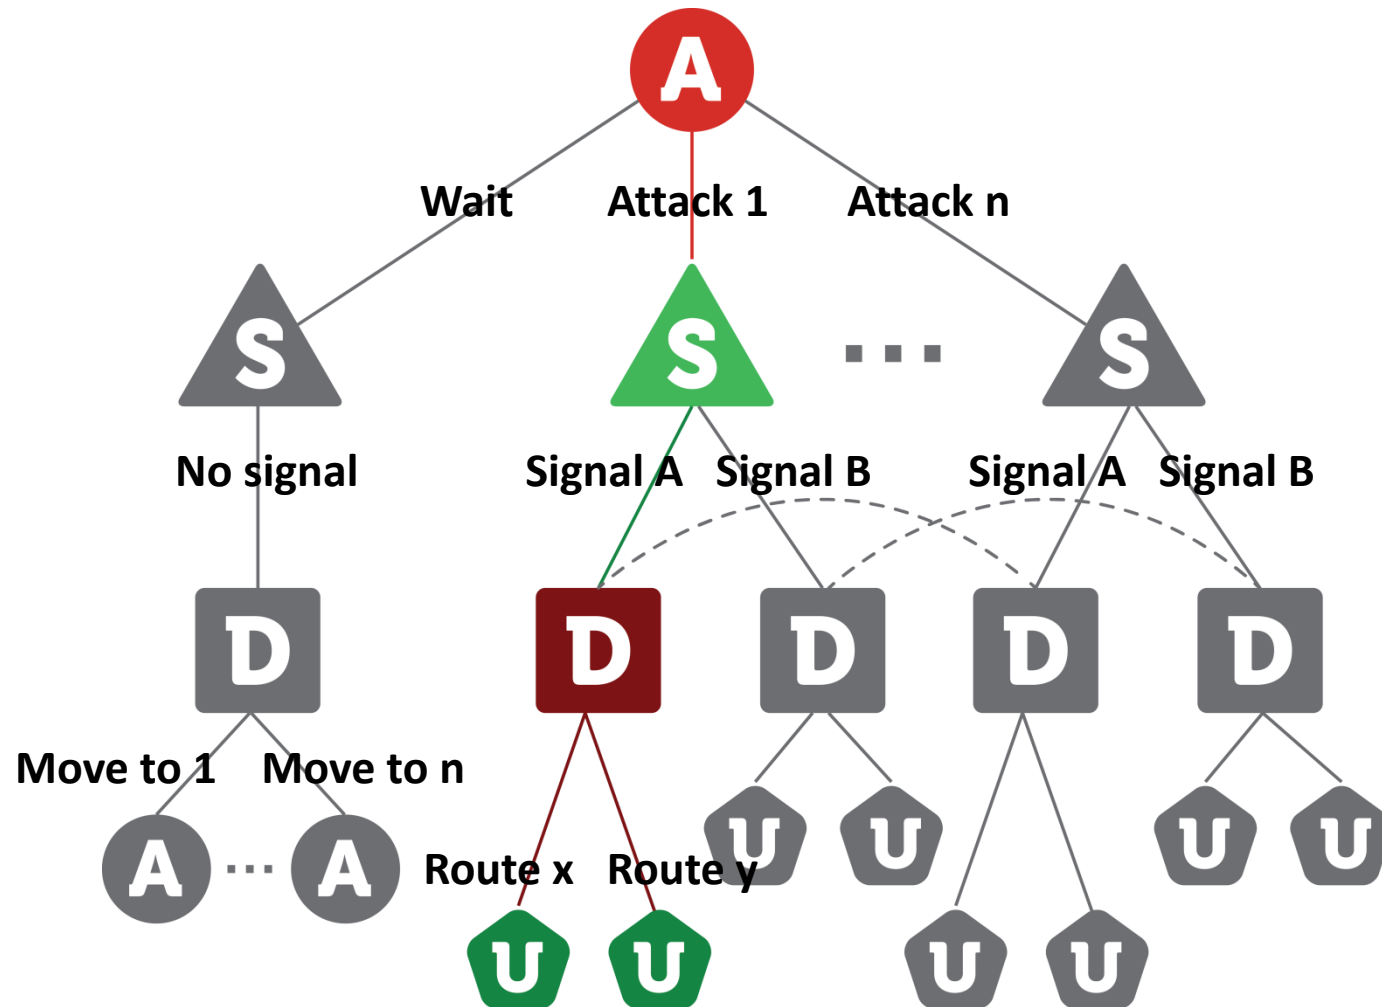 A
Wait Attack 1 Attack n
S S ... S
No signal Signal A Signal B Signal A Signal B
D D D D D
Move to 1 Move to n
U U U U
A ... A Route x Route y
U U U U